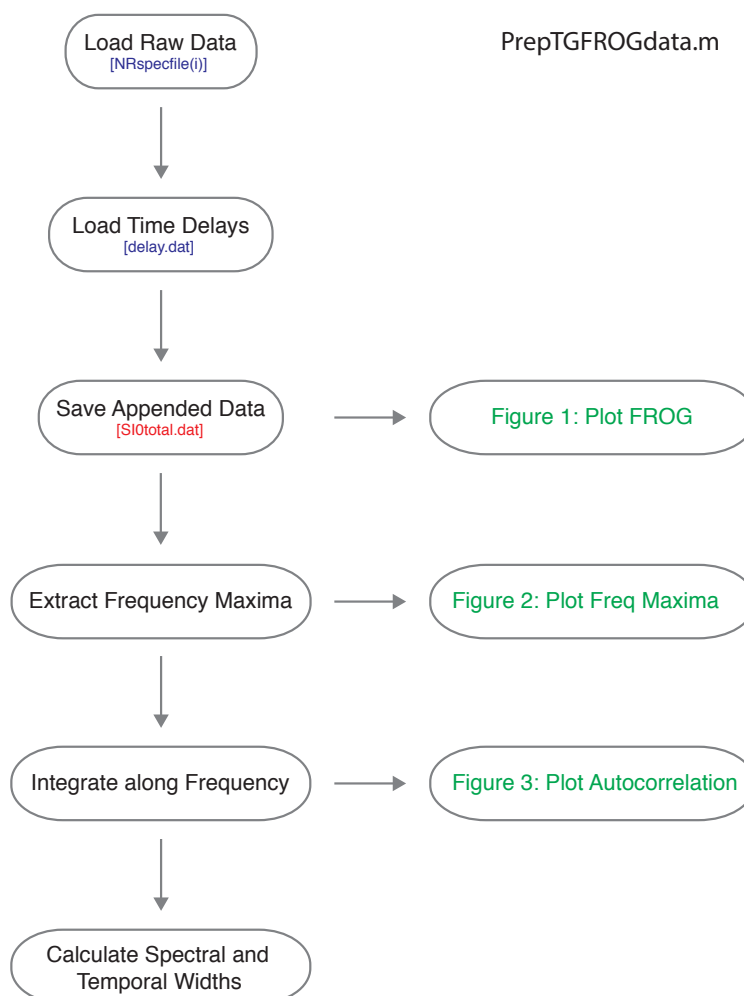 PrepTGFROGdata.m
Load Raw Data
[NRspecfile(i)]
Load Time Delays
[delay.dat]
Save Appended Data
[SI0total.dat]
Figure 1: Plot FROG
Extract Frequency Maxima
Figure 2: Plot Freq Maxima
Integrate along Frequency
Figure 3: Plot Autocorrelation
Calculate Spectral and
Temporal Widths